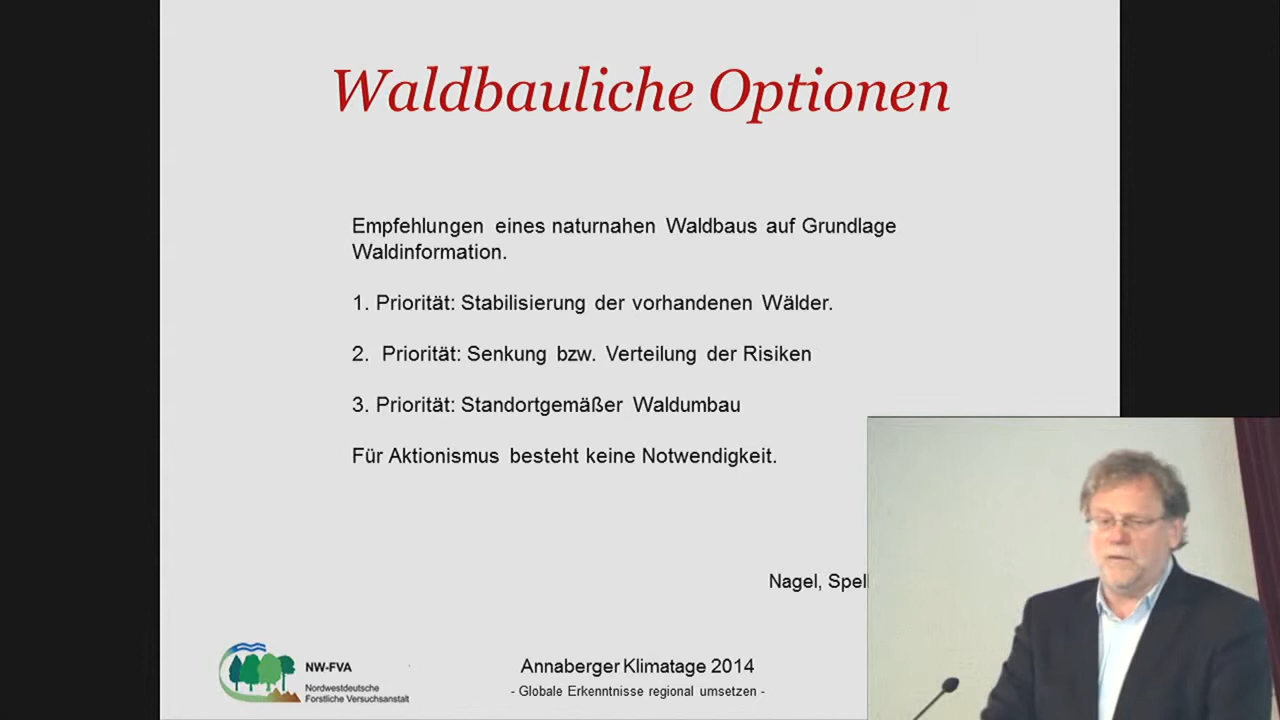 Waldbauliche Optionen
Empfehlungen eines naturnahen Waldbaus auf Grundlage
Waldinformation.
1. Priorität: Stabilisierung der vorhandenen Wälder.
2. Priorität: Senkung bzw. Verteilung der Risiken
3. Priorität: Standortgemäßer Waldumbau
Für Aktionismus besteht keine Notwendigkeit.
Nagel,
NW-FVA
Nordwestdeutsche
Forstliche Versuchsanstalt
Annaberger Klimatage 2014
- Globale Erkenntnisse regional umsetzen -